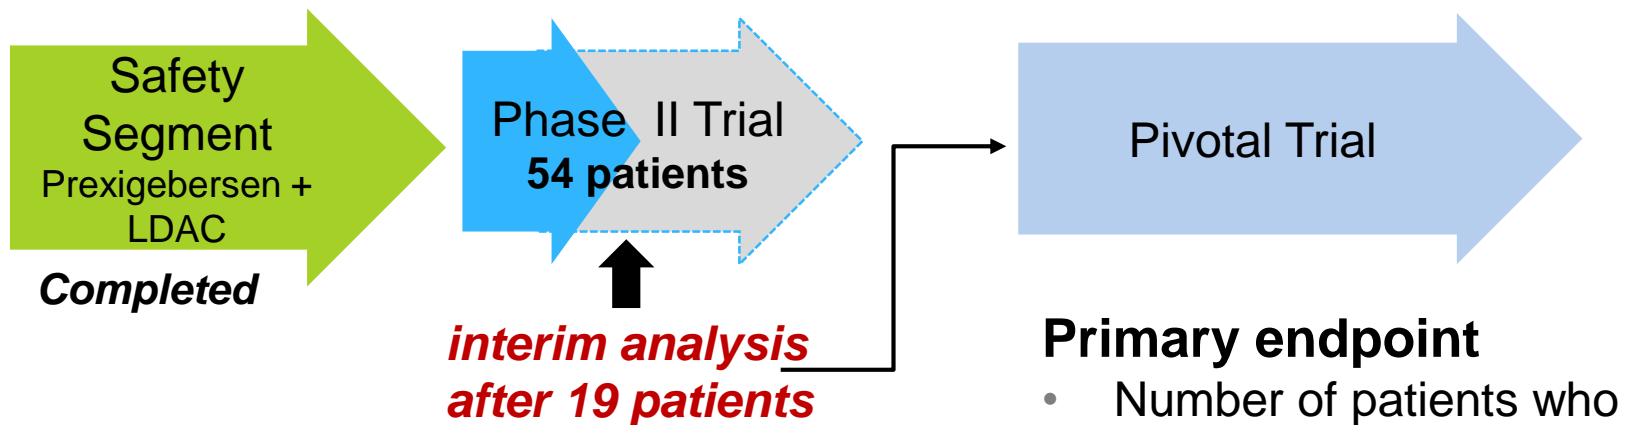 Safety
Segment
Prexigebersen +
LDAC
Completed
Phase II Trial
54 patients
interim analysis
after 19 patients
Pivotal Trial
Primary endpoint
• Number of patients who